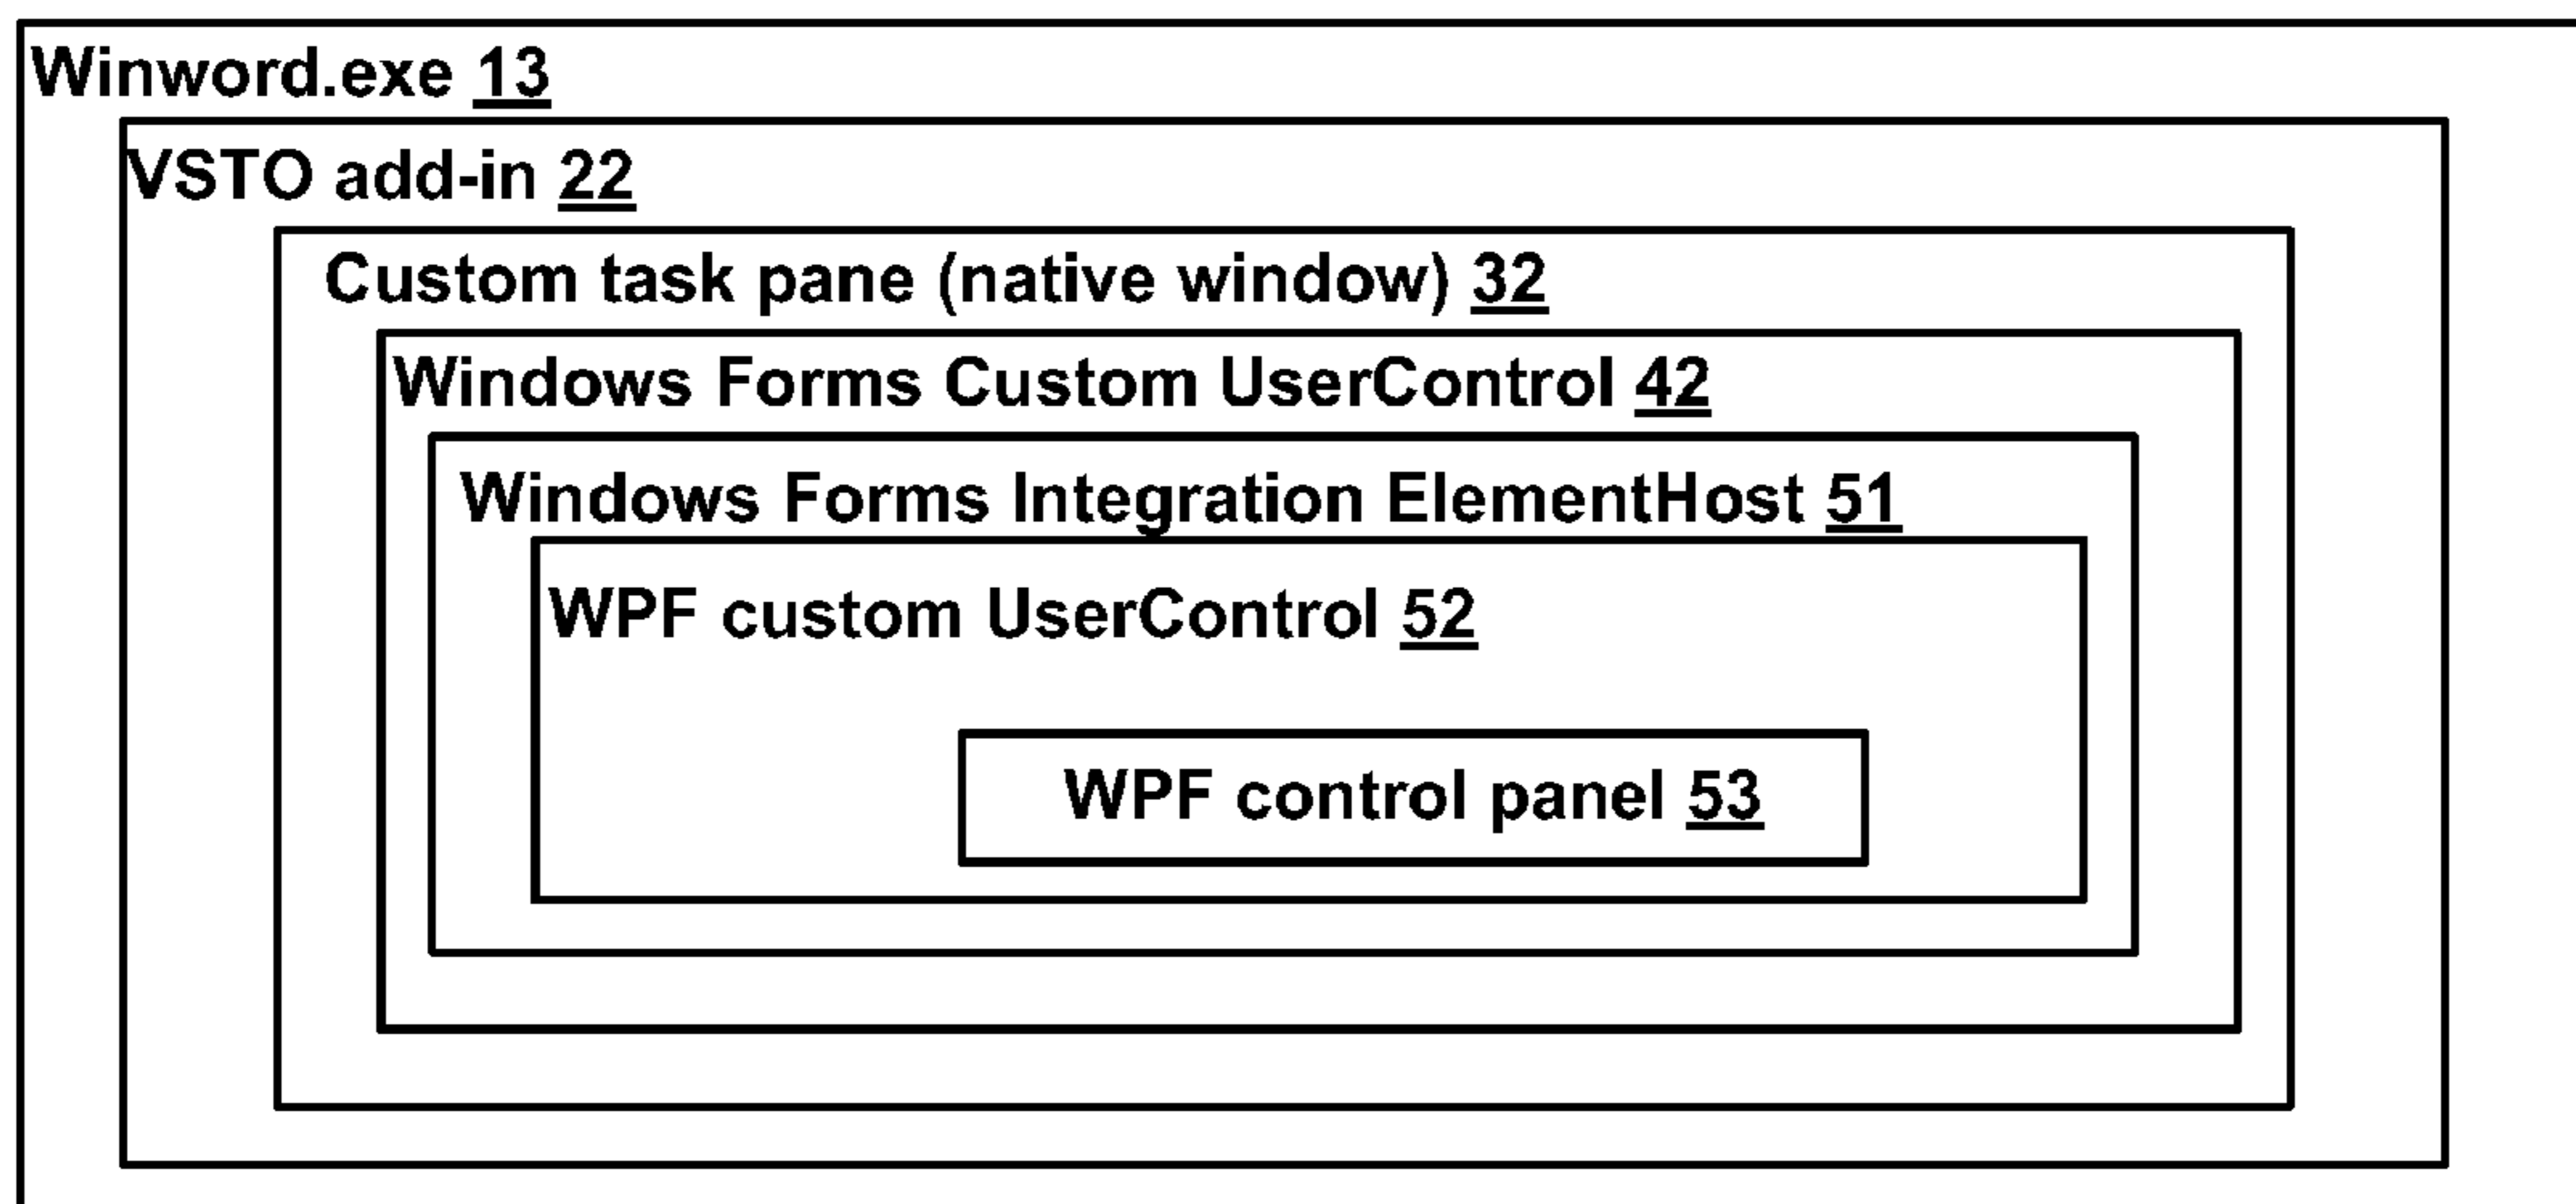 Winword.exe 13
VSTO add-in 22
Custom task pane (native window) 32
Windows Forms Custom UserControl 42
Windows Forms Integration ElementHost 51
WPF custom UserControl 52
WPF control panel 53